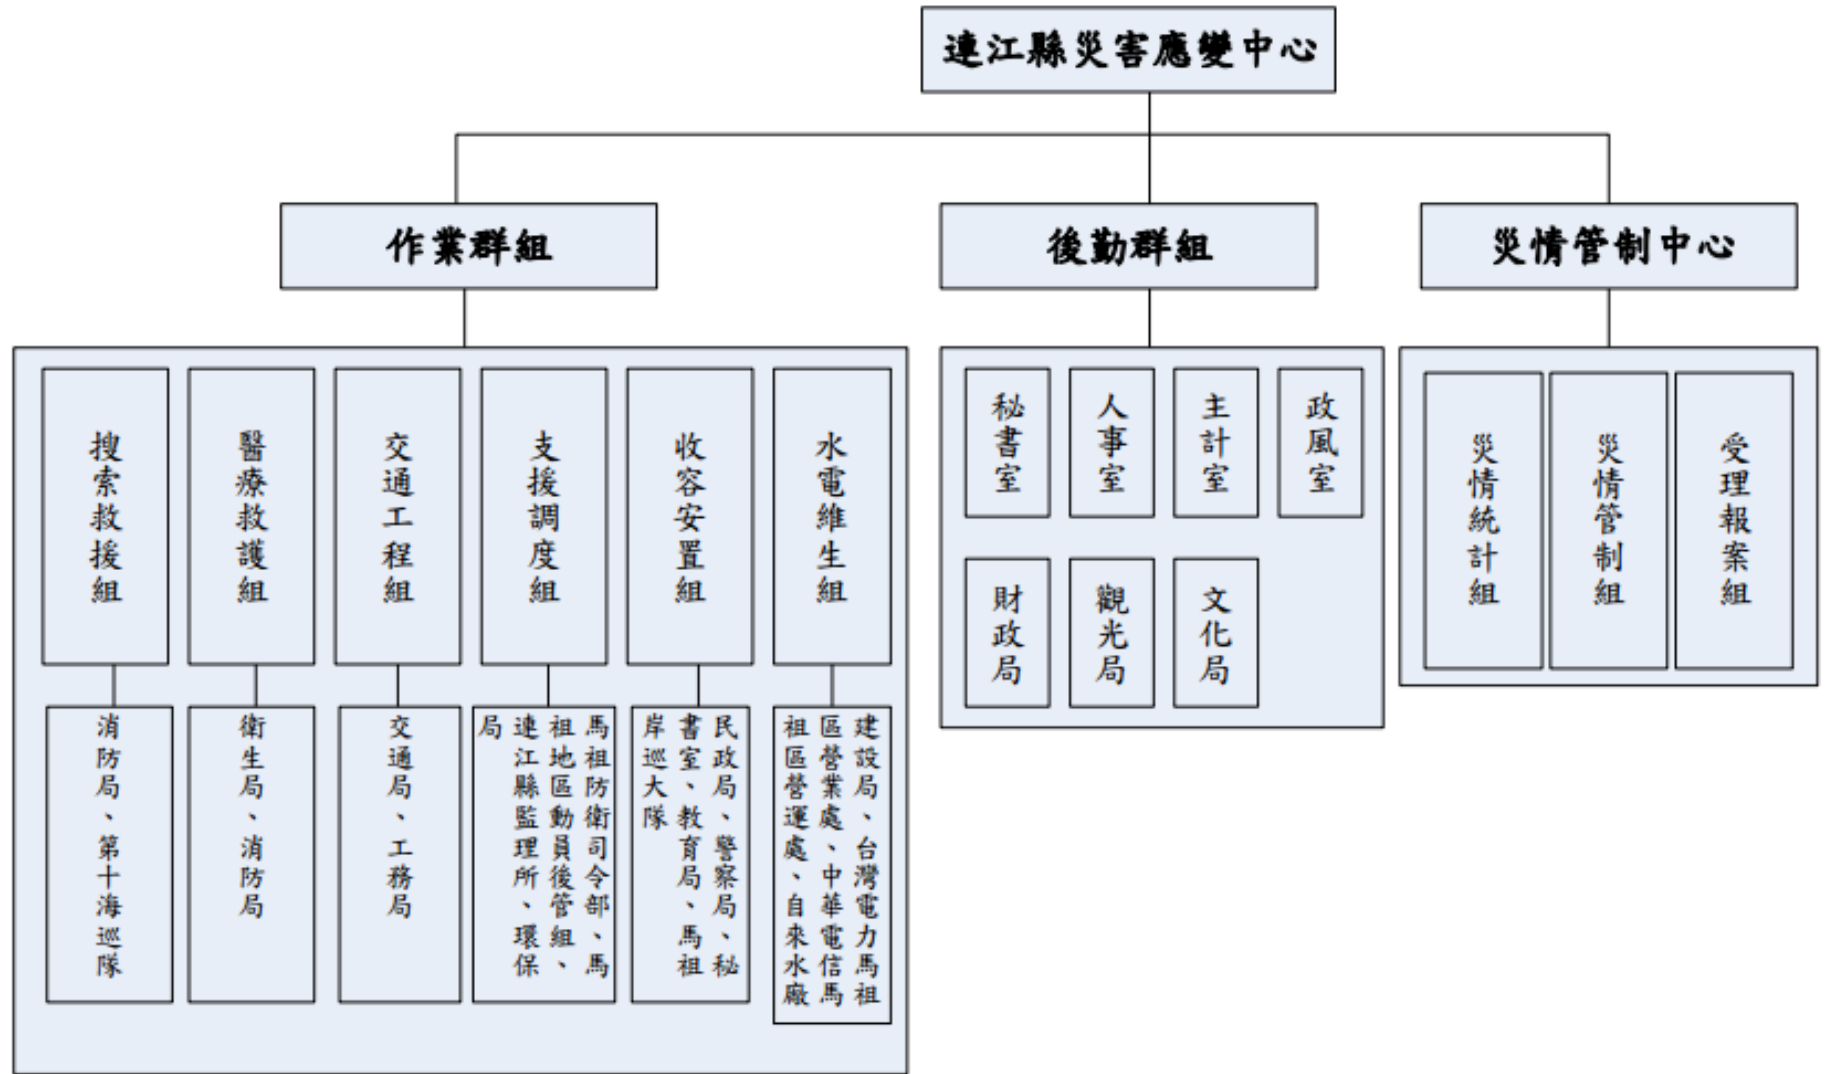 連江縣災害應變中心
作業群組
後勤群組
災情管制中心
搜索救援組
醫療救護組
交通工程組
支援調度組
收容安置組
水電維生組
秘書室
人事室
主計室
政風室
財政局
觀光局
文化局
災情統計組
災情管制組
受理報案組
消防局、第十海巡隊
衛生局、消防局
交通局、工務局
馬祖防衛司令部、馬
祖地區動員後管組、
連江縣監理所、環保
局
民政局、警察局、秘
書室、教育局、馬祖
岸巡大隊
建設局、台灣電力馬祖
區營業處、中華電信馬
祖區營運處、自來水廠